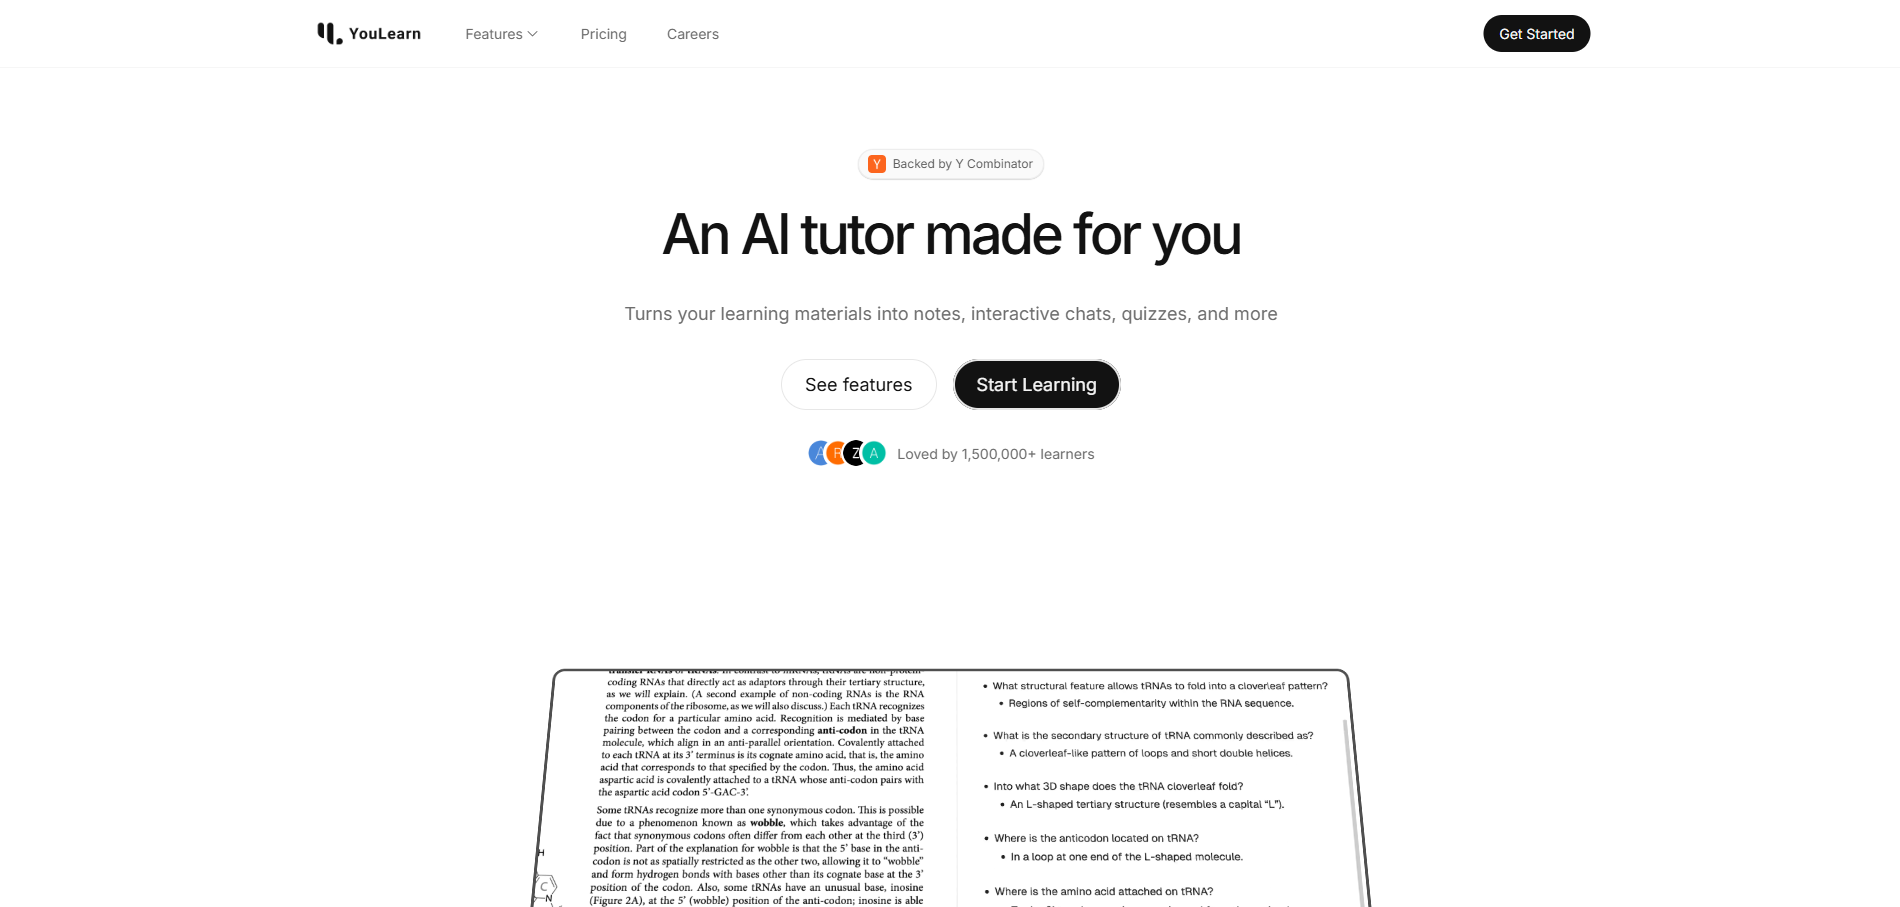 YouLearn
Features
Pricing
Careers
Get Started
Y
Backed by Y Combinator
An AI tutor made for you
Turns your learning materials into notes, interactive chats, quizzes, and more
See features
Start Learning
A
R
Z
A
Loved by 1,500,000+ learners
coding RNAs that directly act as adaptors through their tertiary structure,
as we will explain. (A second example of non-coding RNAs is the RNA
components of the ribosome, as we will also discuss.) Each tRNA recognizes
the codon for a particular amino acid. Recognition is mediated by base
pairing between the codon and a corresponding anti-codon in the tRNA
molecule, which align in an anti-parallel orientation. Covalently attached
to each tRNA at its 3' terminus is its cognate amino acid, that is, the amino
acid that corresponds to that specified by the codon. Thus, the amino acid
aspartic acid is covalently attached to a tRNA whose anti-codon pairs with
the aspartic acid codon 5'-GAC-3'.
Some tRNAs recognize more than one synonymous codon. This is possible
due to a phenomenon known as wobble, which takes advantage of the
fact that synonymous codons often differ from each other at the third (3')
position. Part of the explanation for wobble is that the 5' base in the anti-
codon is not as spatially restricted as the other two, allowing it to "wobble"
and form hydrogen bonds with bases other than its cognate base at the 3'
position of the codon. Also, some tRNAs have an unusual base, inosine
(Figure 2A), at the 5' (wobble) position of the anti-codon; inosine is able
H
C
N
• What structural feature allows tRNAs to fold into a cloverleaf pattern?
• Regions of self-complementarity within the RNA sequence.
• What is the secondary structure of tRNA commonly described as?
• A cloverleaf-like pattern of loops and short double helices.
• Into what 3D shape does the tRNA cloverleaf fold?
• An L-shaped tertiary structure (resembles a capital “L”).
• Where is the anticodon located on tRNA?
• In a loop at one end of the L-shaped molecule.
• Where is the amino acid attached on tRNA?